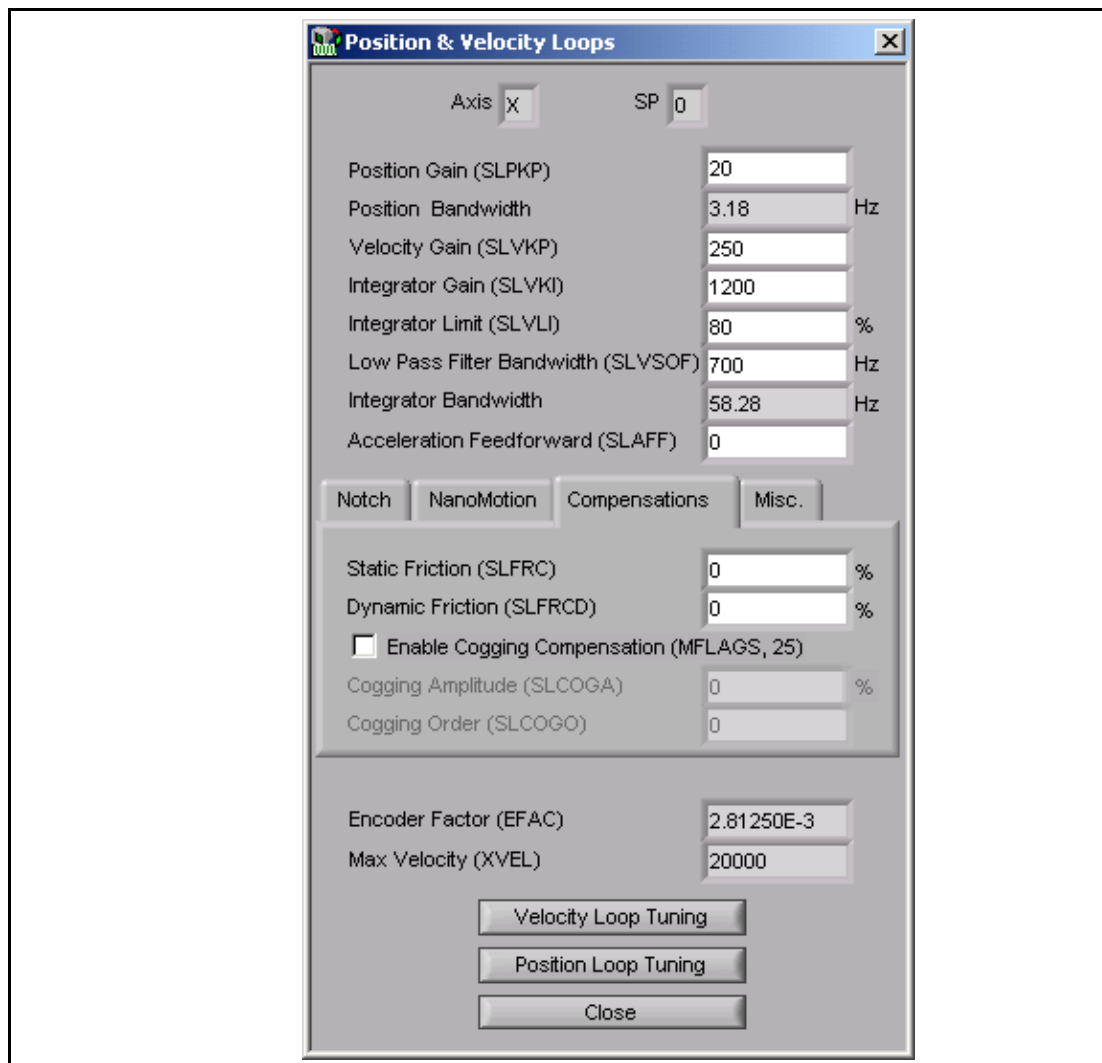 Position & Velocity Loops
Axis X SP 0
Position Gain (SLPKP) 20
Position Bandwidth 3.18 Hz
Velocity Gain (SLVKP) 250
Integrator Gain (SLVKI) 1200
Integrator Limit (SLVLI) 80 %
Low Pass Filter Bandwidth (SLVSOF) 700 Hz
Integrator Bandwidth 58.28 Hz
Acceleration Feedforward (SLAFF) 0
Notch NanoMotion Compensations Misc.
Static Friction (SLFRC) 0 %
Dynamic Friction (SLFRCD) 0 %
Enable Cogging Compensation (MFLAGS, 25)
Cogging Amplitude (SLCOGA) 0 %
Cogging Order (SLCOGO) 0
Encoder Factor (EFAC) 2.81250E-3
Max Velocity (XVEL) 20000
Velocity Loop Tuning
Position Loop Tuning
Close